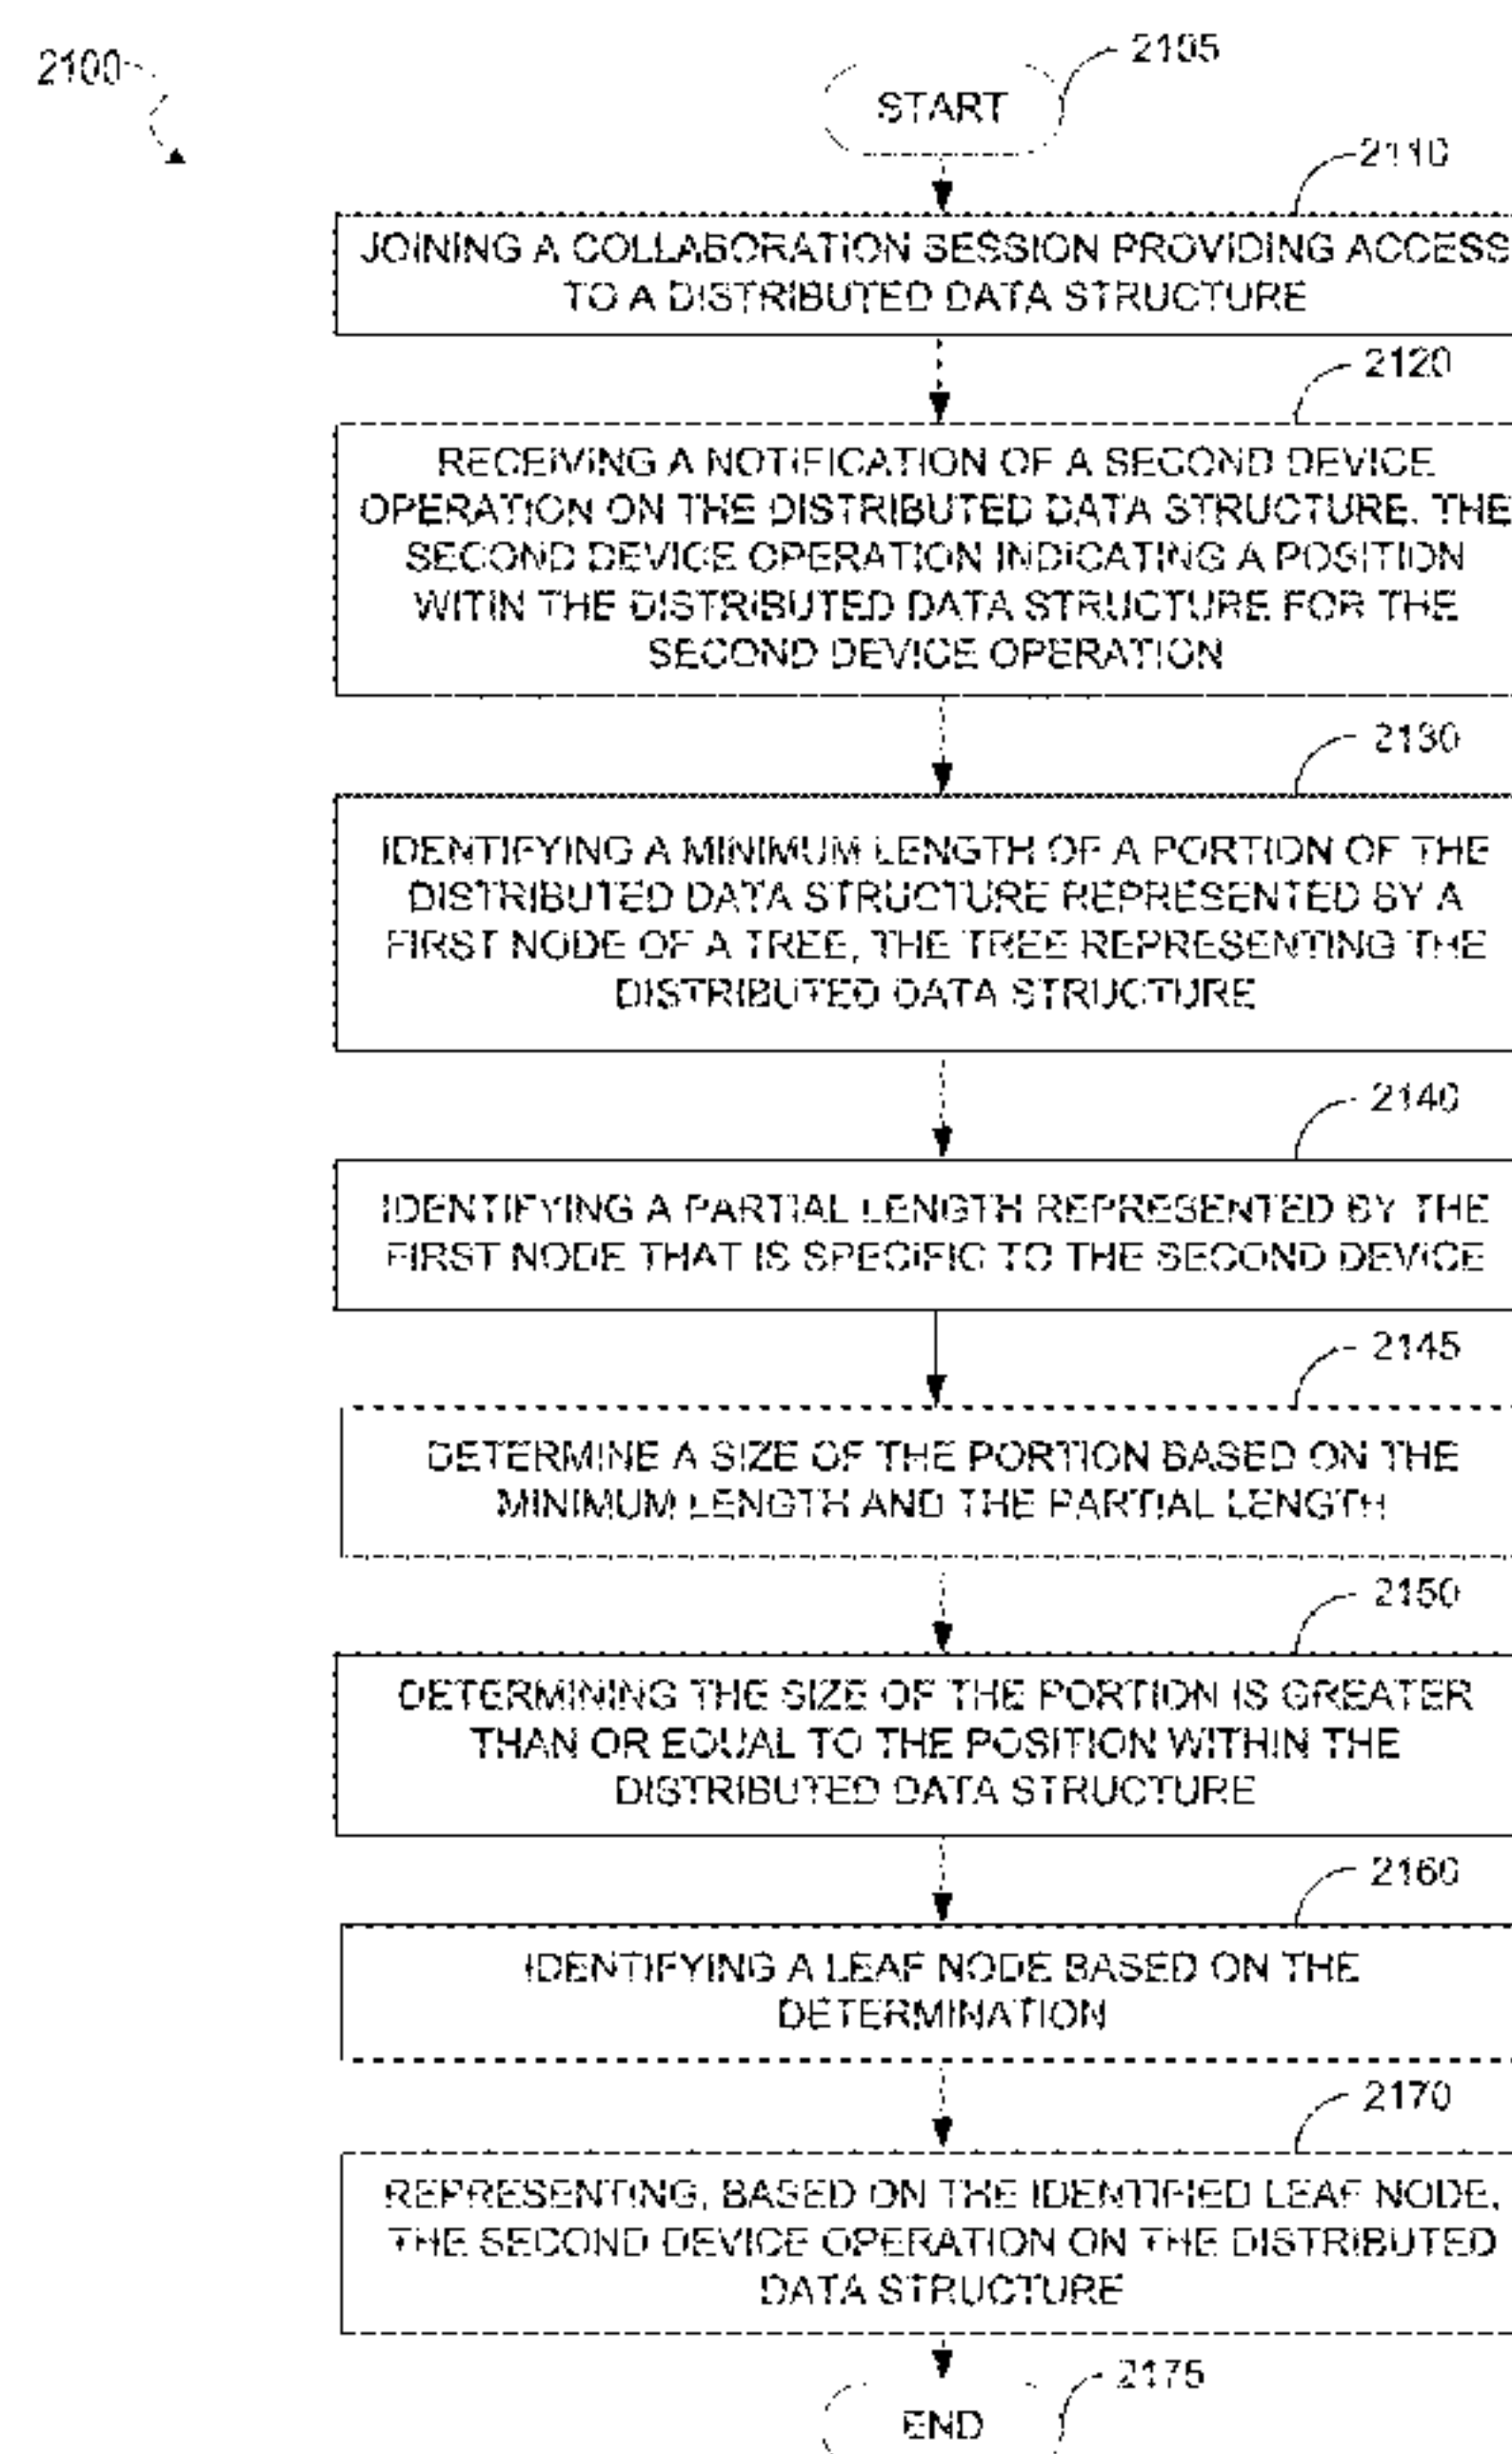 2100
2105
START
2110
JOINING A COLLABORATION SESSION PROVIDING ACCESS
TO A DISTRIBUTED DATA STRUCTURE
2120
RECEIVING A NOTIFICATION OF A SECOND DEVICE
OPERATION ON THE DISTRIBUTED DATA STRUCTURE, THE
SECOND DEVICE OPERATION INDICATING A POSITION
WITIN THE DISTRIBUTED DATA STRUCTURE FOR THE
SECOND DEVICE OPERATION
2130
IDENTIFYING A MINIMUM LENGTH OF A PORTION OF THE
DISTRIBUTED DATA STRUCTURE REPRESENTED BY A
FIRST NODE OF A TREE, THE TREE REPRESENTING THE
DISTRIBUTED DATA STRUCTURE
2140
IDENTIFYING A PARTIAL LENGTH REPRESENTED BY THE
FIRST NODE THAT IS SPECIFIC TO THE SECOND DEVICE
2145
DETERMINE A SIZE OF THE PORTION BASED ON THE
MINIMUM LENGTH AND THE PARTIAL LENGTH
2150
DETERMINING THE SIZE OF THE PORTION IS GREATER
THAN OR EQUAL TO THE POSITION WITHIN THE
DISTRIBUTED DATA STRUCTURE
2160
IDENTIFYING A LEAF NODE BASED ON THE
DETERMINATION
2170
REPRESENTING, BASED ON THE IDENTIFIED LEAF NODE,
THE SECOND DEVICE OPERATION ON THE DISTRIBUTED
DATA STRUCTURE
2175
END